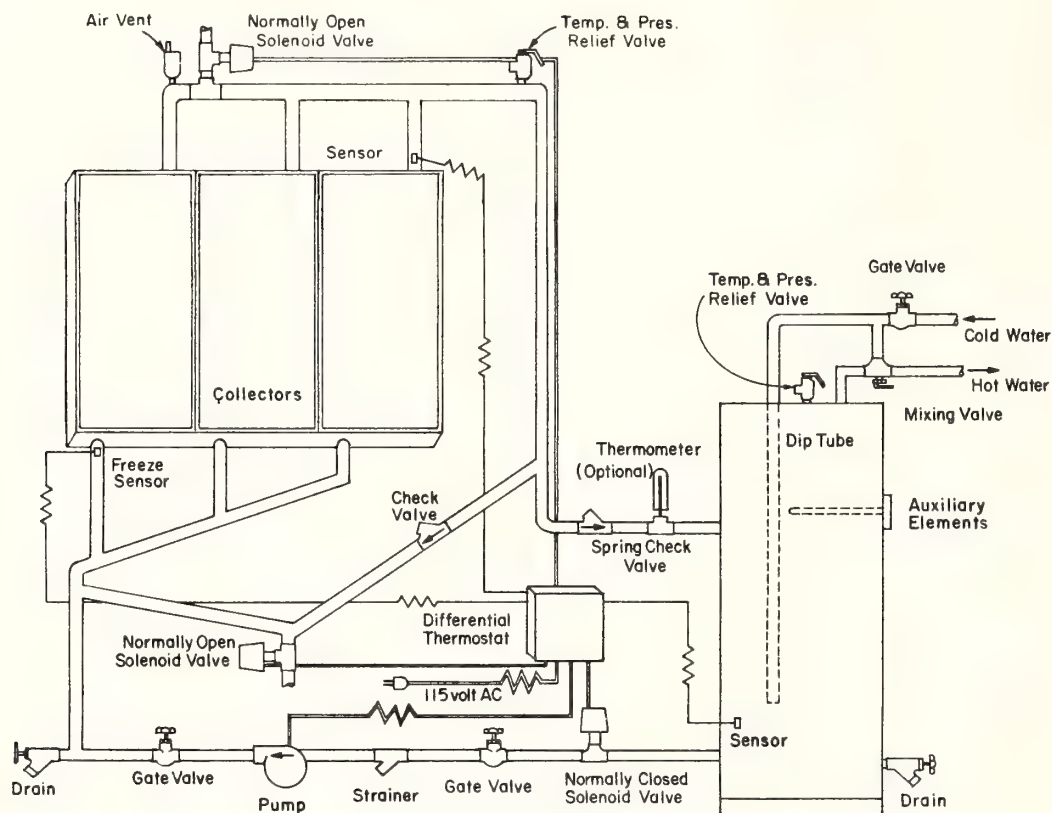 Air Vent
Normally Open
Solenoid Valve
Temp. & Pres.
Relief Valve
Sensor
Collectors
Temp. & Pres.
Relief Valve
Gate Valve
Cold Water
Hot Water
Mixing Valve
Dip Tube
Freeze
Sensor
Thermometer
(Optional)
Check
Valve
Auxiliary
Elements
Spring Check
Valve
Differential
Thermostat
Normally Open
Solenoid Valve
115 volt AC
Sensor
Drain
Gate Valve
Pump
Strainer
Gate Valve
Normally Closed
Solenoid Valve
Drain